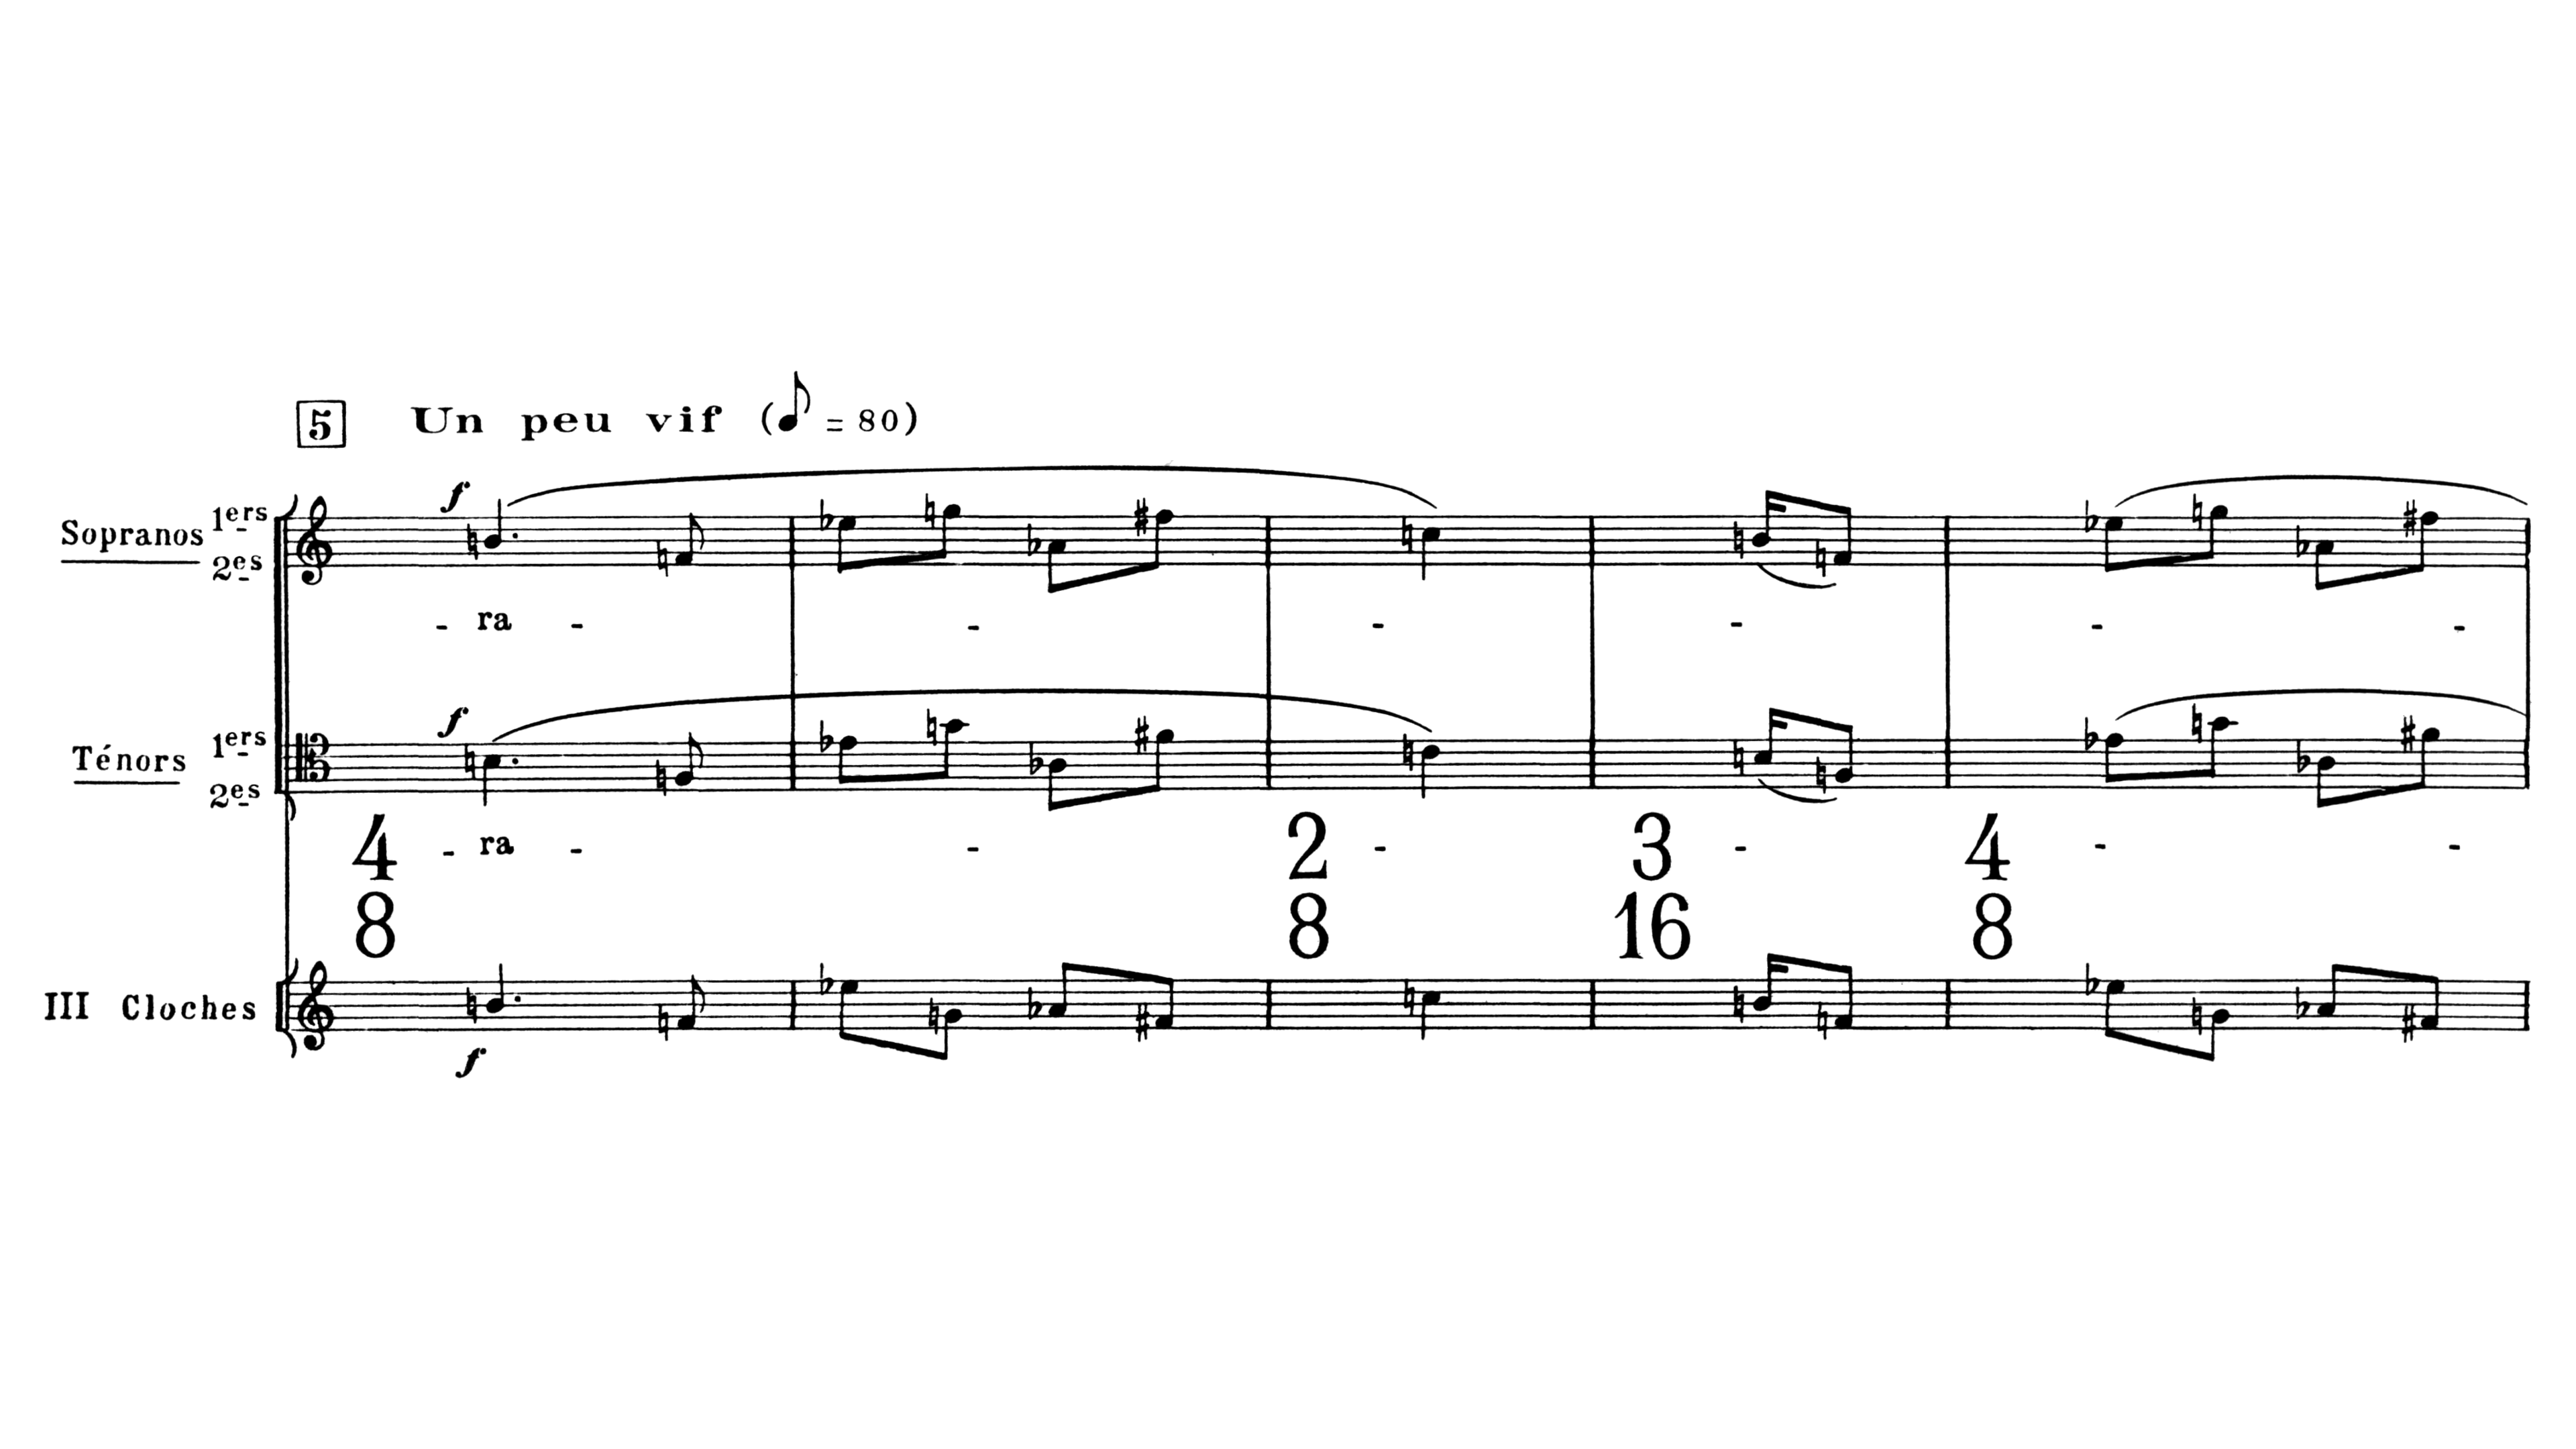 5 Un peu vif (♪ = 80)
f
Sopranos 1ers
2es
- ra - - - - - -
f
Ténors 1ers
2es
4 2 3 4
- ra - - - - - -
8 8 16 8
III Cloches
f